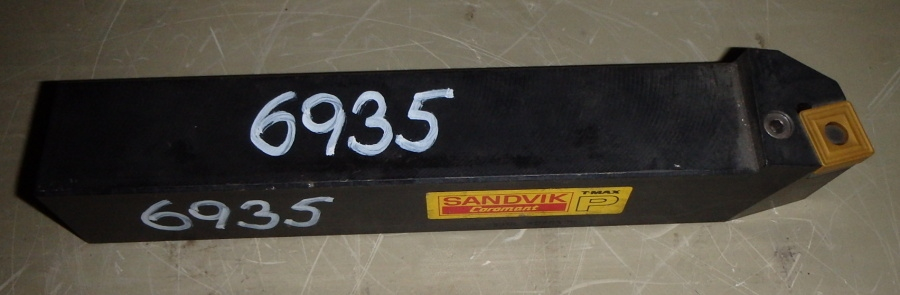 6935
6935
SANDVIK
Coromant
T-MAX
P